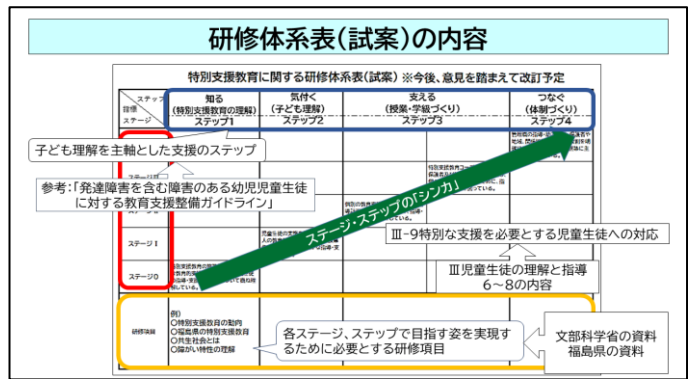 研修体系表(試案)の内容
特別支援教育に関する研修体系表(試案) ※今後、意見を踏まえて改訂予定
ステップ
目標
ステージ
知る
(特別支援教育の理解)
ステップ1
気付く
(子ども理解)
ステップ2
支える
(授業・学級づくり)
ステップ3
つなぐ
(体制づくり)
ステップ4
子ども理解を主軸とした支援のステップ
参考:「発達障害を含む障害のある幼児児童生徒
に対する教育支援整備ガイドライン」
ステージ・ステップの「シンカ」
ステージⅠ
ステージ0
Ⅲ-9特別な支援を必要とする児童生徒への対応
Ⅲ児童生徒の理解と指導
6~8の内容
研修項目
例)
○特別支援教育の動向
○福島県の特別支援教育
○共生社会とは
○障がい特性の理解
各ステージ、ステップで目指す姿を実現す
るために必要とする研修項目
文部科学省の資料
福島県の資料